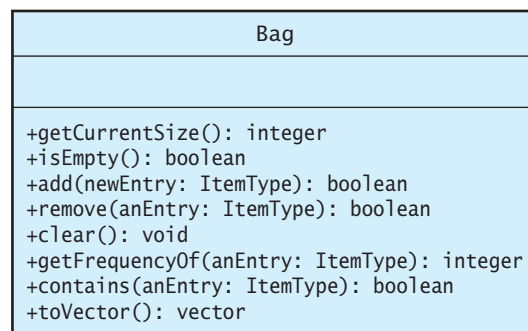 Bag
+getCurrentSize(): integer
+isEmpty(): boolean
+add(newEntry: ItemType): boolean
+remove(anEntry: ItemType): boolean
+clear(): void
+getFrequencyOf(anEntry: ItemType): integer
+contains(anEntry: ItemType): boolean
+toVector(): vector